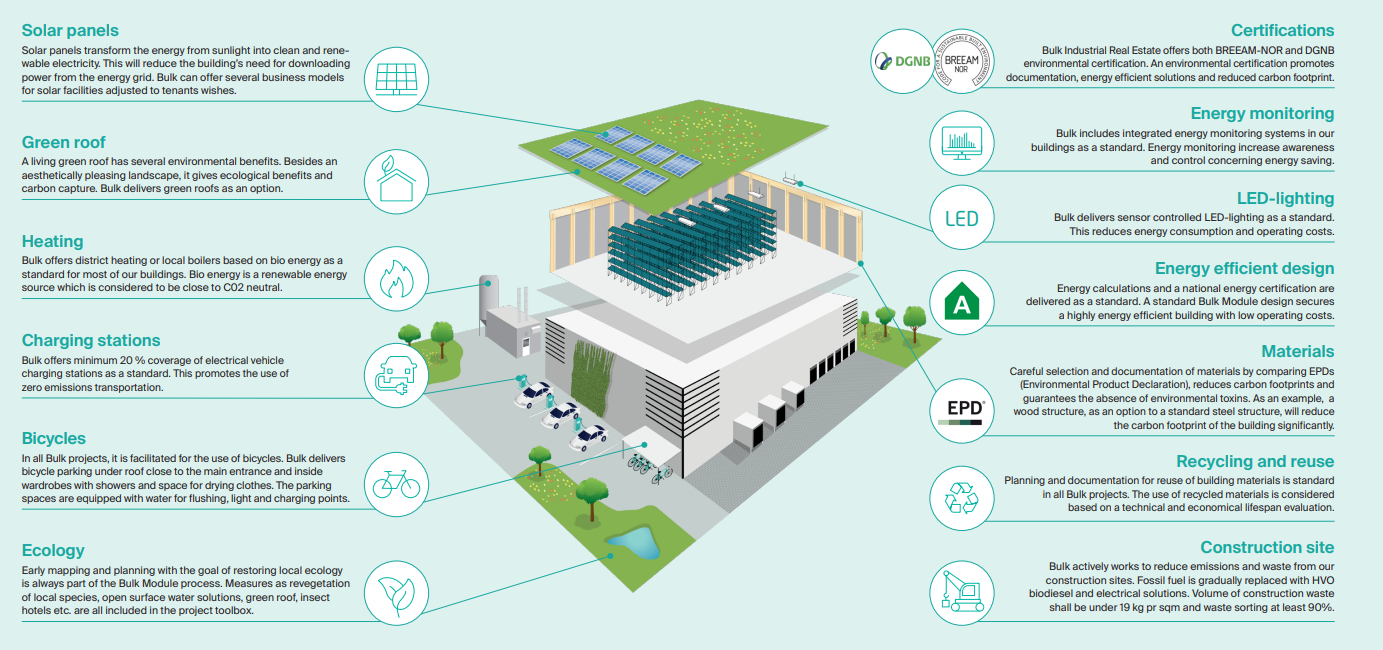 Solar panels
Solar panels transform the energy from sunlight into clean and rene-
wable electricity. This will reduce the building's need for downloading
power from the energy grid. Bulk can offer several business models
for solar facilities adjusted to tenants wishes.
Green roof
A living green roof has several environmental benefits. Besides an
aesthetically pleasing landscape, it gives ecological benefits and
carbon capture. Bulk delivers green roofs as an option.
Heating
Bulk offers district heating or local boilers based on bio energy as a
standard for most of our buildings. Bio energy is a renewable energy
source which is considered to be close to CO2 neutral.
Charging stations
Bulk offers minimum 20 % coverage of electrical vehicle
charging stations as a standard. This promotes the use of
zero emissions transportation.
Bicycles
In all Bulk projects, it is facilitated for the use of bicycles. Bulk delivers
bicycle parking under roof close to the main entrance and inside
wardrobes with showers and space for drying clothes. The parking
spaces are equipped with water for flushing, light and charging points.
Ecology
Early mapping and planning with the goal of restoring local ecology
is always part of the Bulk Module process. Measures as revegetation
of local species, open surface water solutions, green roof, insect
hotels etc. are all included in the project toolbox.
DGNB
CODE FOR A SUSTAINABLE BUILT ENVIRONMENT
BREEAM
NOR
Certifications
Bulk Industrial Real Estate offers both BREEAM-NOR and DGNB
environmental certification. An environmental certification promotes
documentation, energy efficient solutions and reduced carbon footprint.
Energy monitoring
Bulk includes integrated energy monitoring systems in our
buildings as a standard. Energy monitoring increase awareness
and control concerning energy saving.
LED
LED-lighting
Bulk delivers sensor controlled LED-lighting as a standard.
This reduces energy consumption and operating costs.
A
Energy efficient design
Energy calculations and a national energy certification are
delivered as a standard. A standard Bulk Module design secures
a highly energy efficient building with low operating costs.
EPD®
Materials
Careful selection and documentation of materials by comparing EPDs
(Environmental Product Declaration), reduces carbon footprints and
guarantees the absence of environmental toxins. As an example, a
wood structure, as an option to a standard steel structure, will reduce
the carbon footprint of the building significantly.
Recycling and reuse
Planning and documentation for reuse of building materials is standard
in all Bulk projects. The use of recycled materials is considered
based on a technical and economical lifespan evaluation.
Construction site
Bulk actively works to reduce emissions and waste from our
construction sites. Fossil fuel is gradually replaced with HVO
biodiesel and electrical solutions. Volume of construction waste
shall be under 19 kg pr sqm and waste sorting at least 90%.